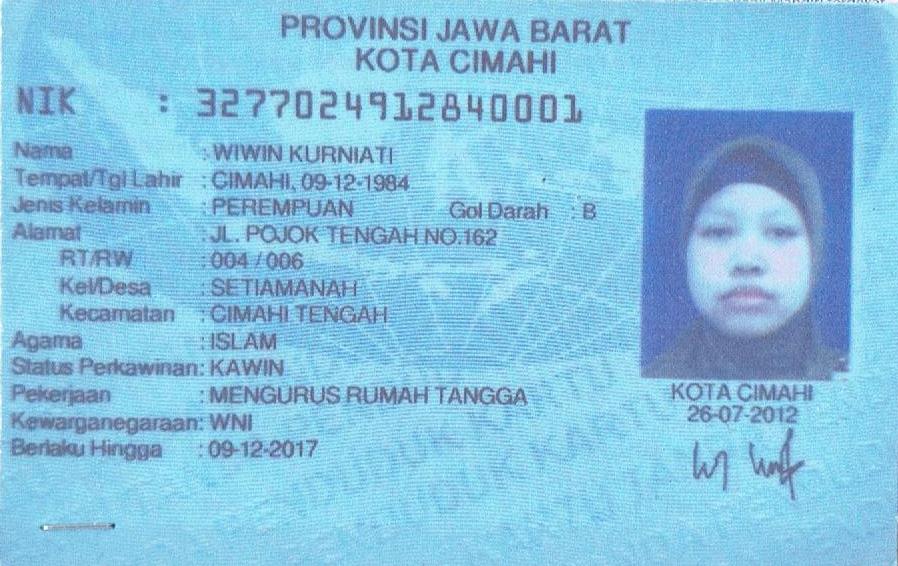 PROVINSI JAWA BARAT
KOTA CIMAHI
NIK : 3277024912840001
Nama : WIWIN KURNIATI
Tempat/Tgl Lahir : CIMAHI, 09-12-1984
Jenis Kelamin : PEREMPUAN Gol Darah : B
Alamat : JL. POJOK TENGAH NO.162
RT/RW : 004 / 006
Kel/Desa : SETIAMANAH
Kecamatan : CIMAHI TENGAH
Agama : ISLAM
Status Perkawinan: KAWIN
Pekerjaan : MENGURUS RUMAH TANGGA
Kewarganegaraan: WNI
Berlaku Hingga : 09-12-2017
KOTA CIMAHI
26-07-2012